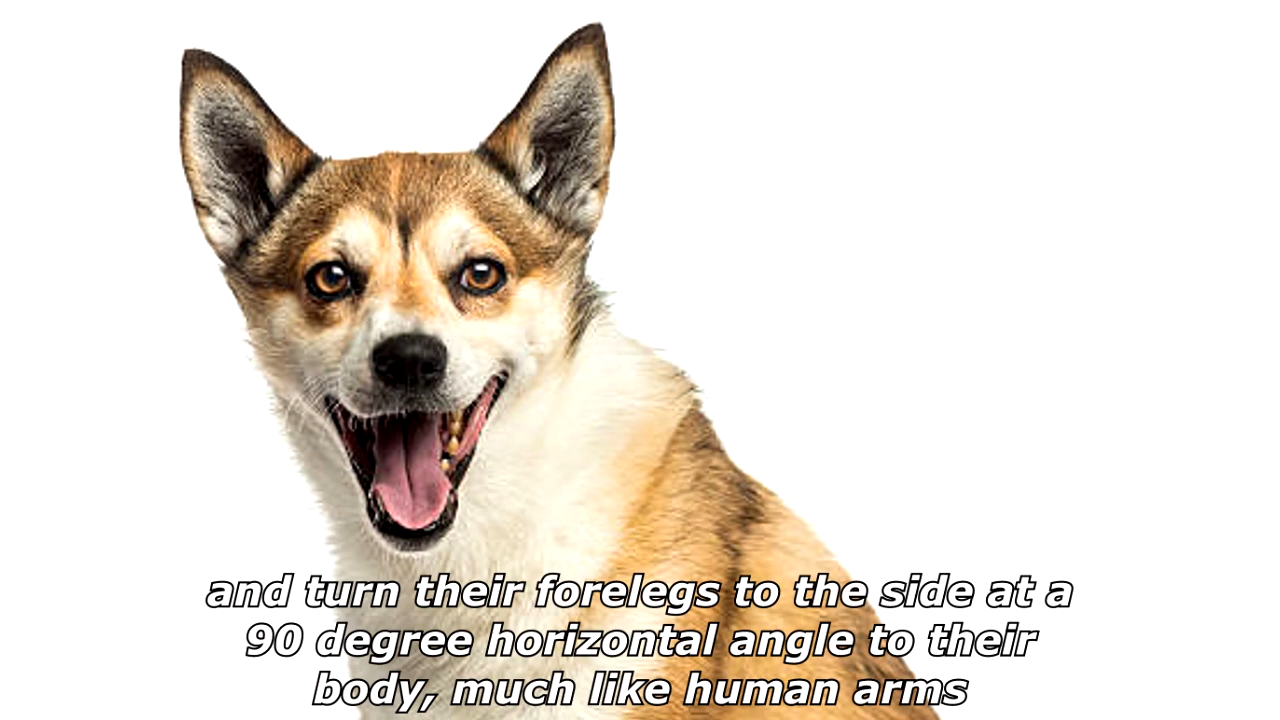 and turn their forelegs to the side at a
90 degree horizontal angle to their
body, much like human arms